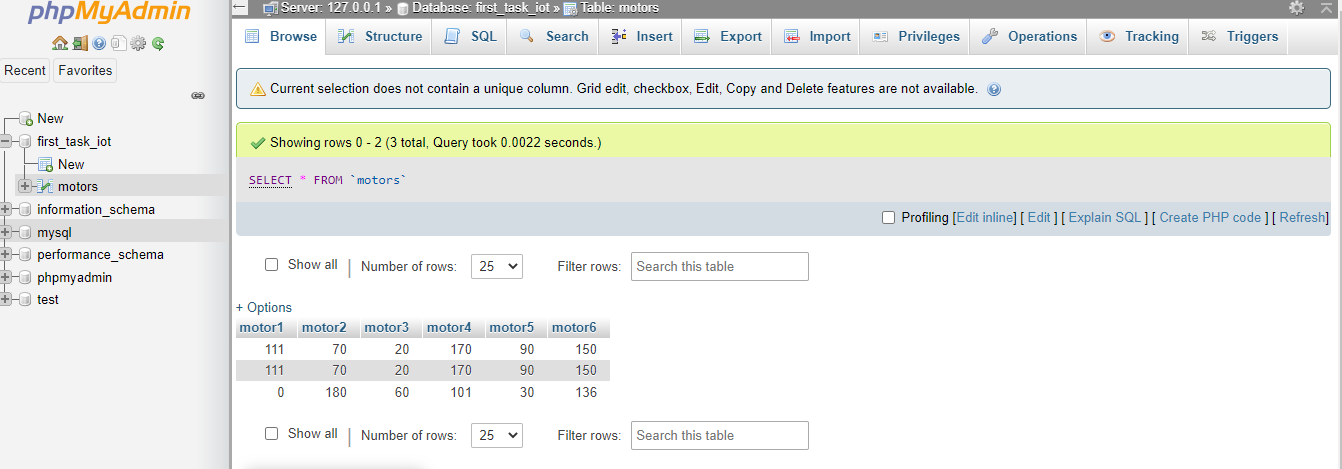 phpMyAdmin
Recent Favorites
New
first_task_iot
New
motors
information_schema
mysql
performance_schema
phpmyadmin
test
Server: 127.0.0.1 » Database: first_task_iot » Table: motors
Browse Structure SQL Search Insert Export Import Privileges Operations Tracking Triggers
Current selection does not contain a unique column. Grid edit, checkbox, Edit, Copy and Delete features are not available.
Showing rows 0 - 2 (3 total, Query took 0.0022 seconds.)
SELECT * FROM `motors`
Profiling [Edit inline] [ Edit ] [ Explain SQL ] [ Create PHP code ] [ Refresh]
Show all | Number of rows: 25 Filter rows: Search this table
+ Options
motor1 motor2 motor3 motor4 motor5 motor6
111 70 20 170 90 150
111 70 20 170 90 150
0 180 60 101 30 136
Show all | Number of rows: 25 Filter rows: Search this table